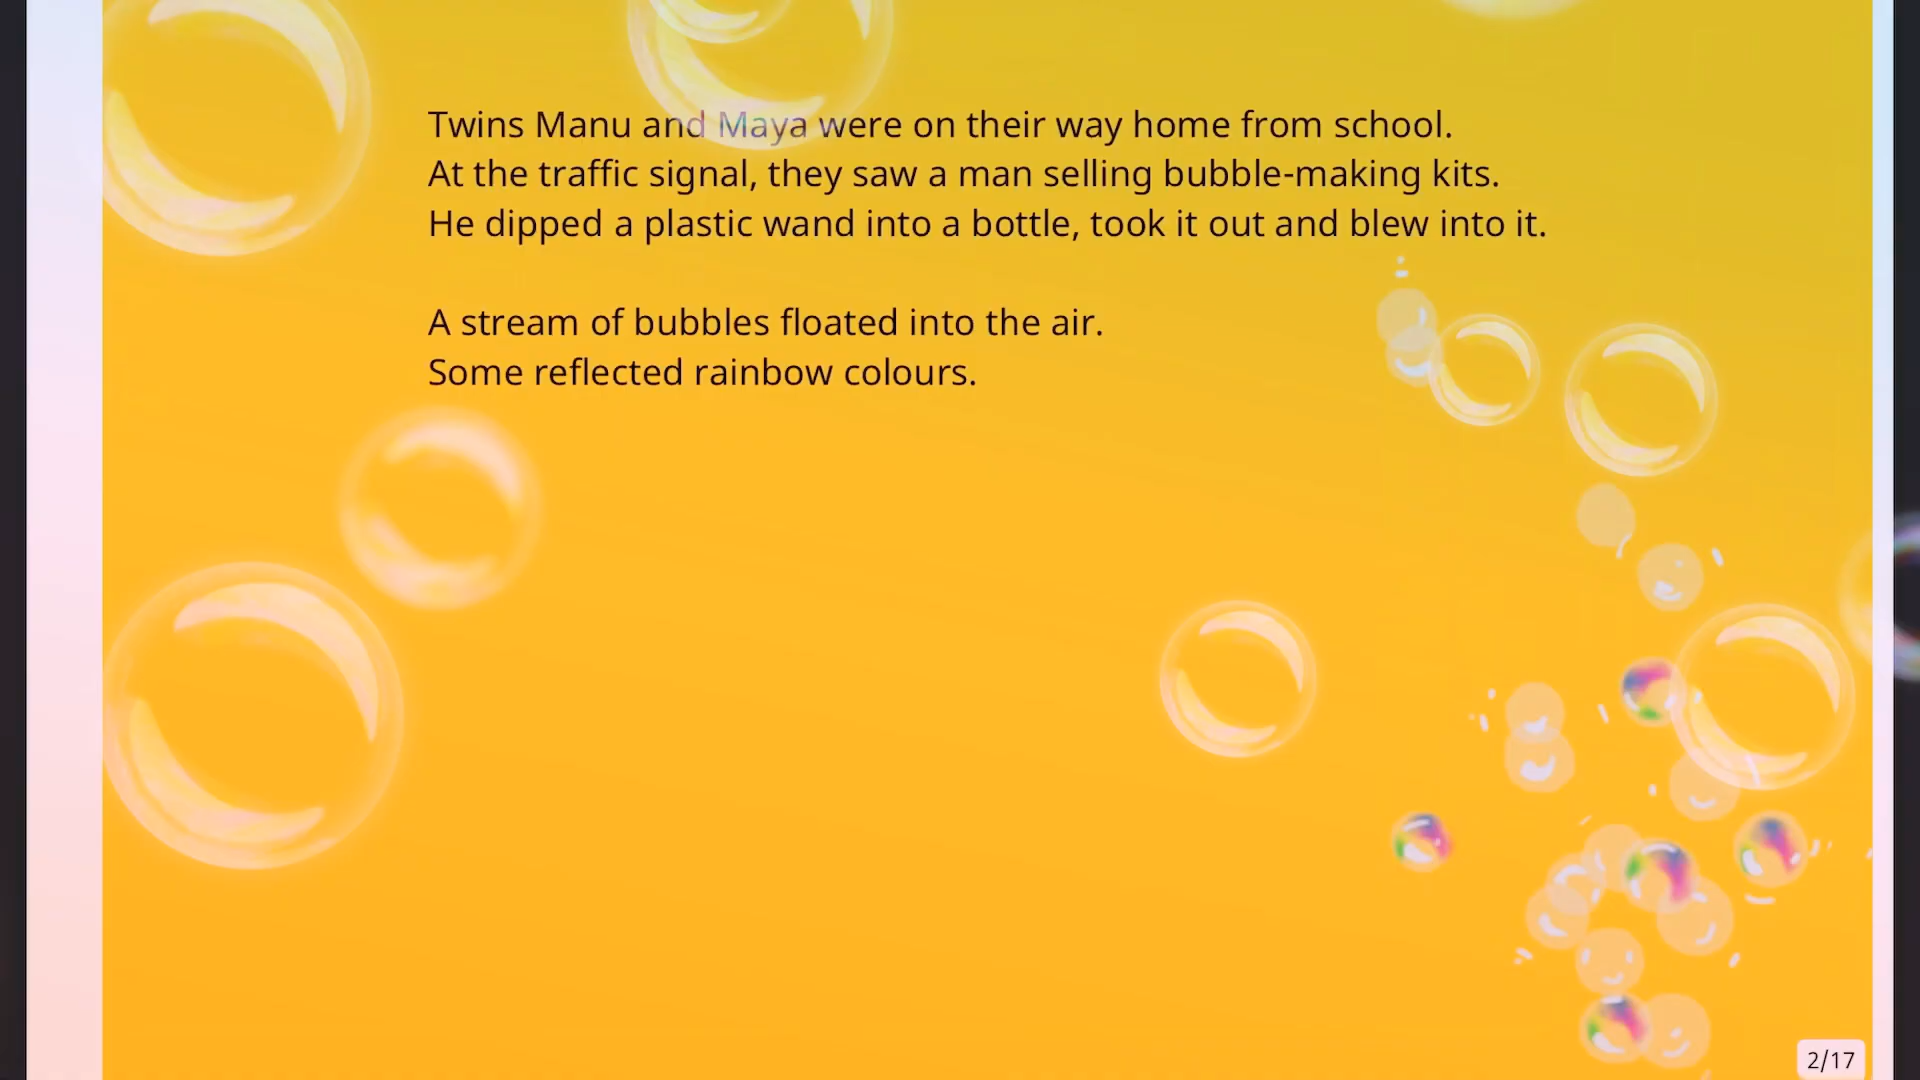 Twins Manu and Maya were on their way home from school.
At the traffic signal, they saw a man selling bubble-making kits.
He dipped a plastic wand into a bottle, took it out and blew into it.
A stream of bubbles floated into the air.
Some reflected rainbow colours.
2/17